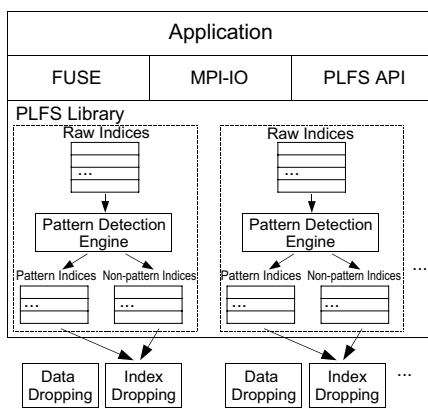 Application
FUSE MPI-IO PLFS API
PLFS Library
Raw Indices Raw Indices
... ...
Pattern Detection Engine Pattern Detection Engine
Pattern Indices Non-pattern Indices Pattern Indices Non-pattern Indices ...
... ... ... ...
Data Dropping Index Dropping Data Dropping Index Dropping ...